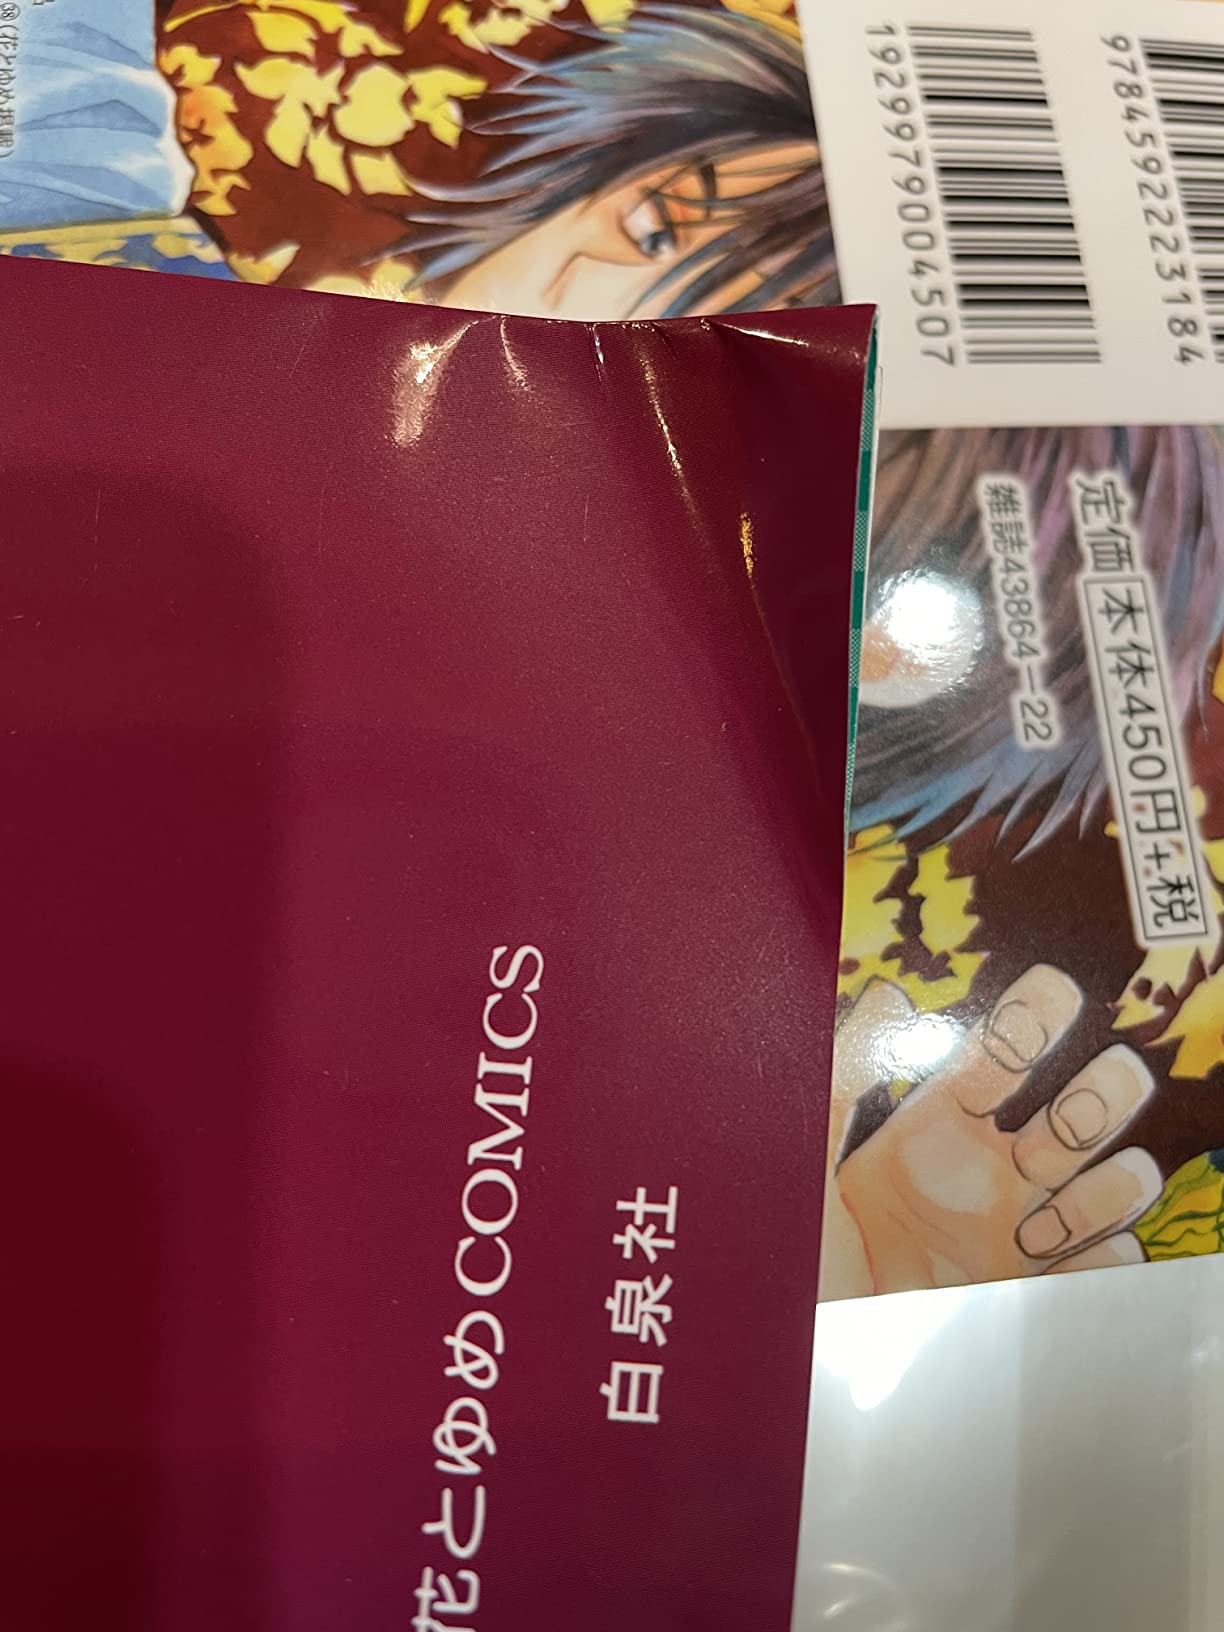 9784592223184
1929979004507
定価 本体450円+税
雑誌43864-22
花とゆめCOMICS
白泉社